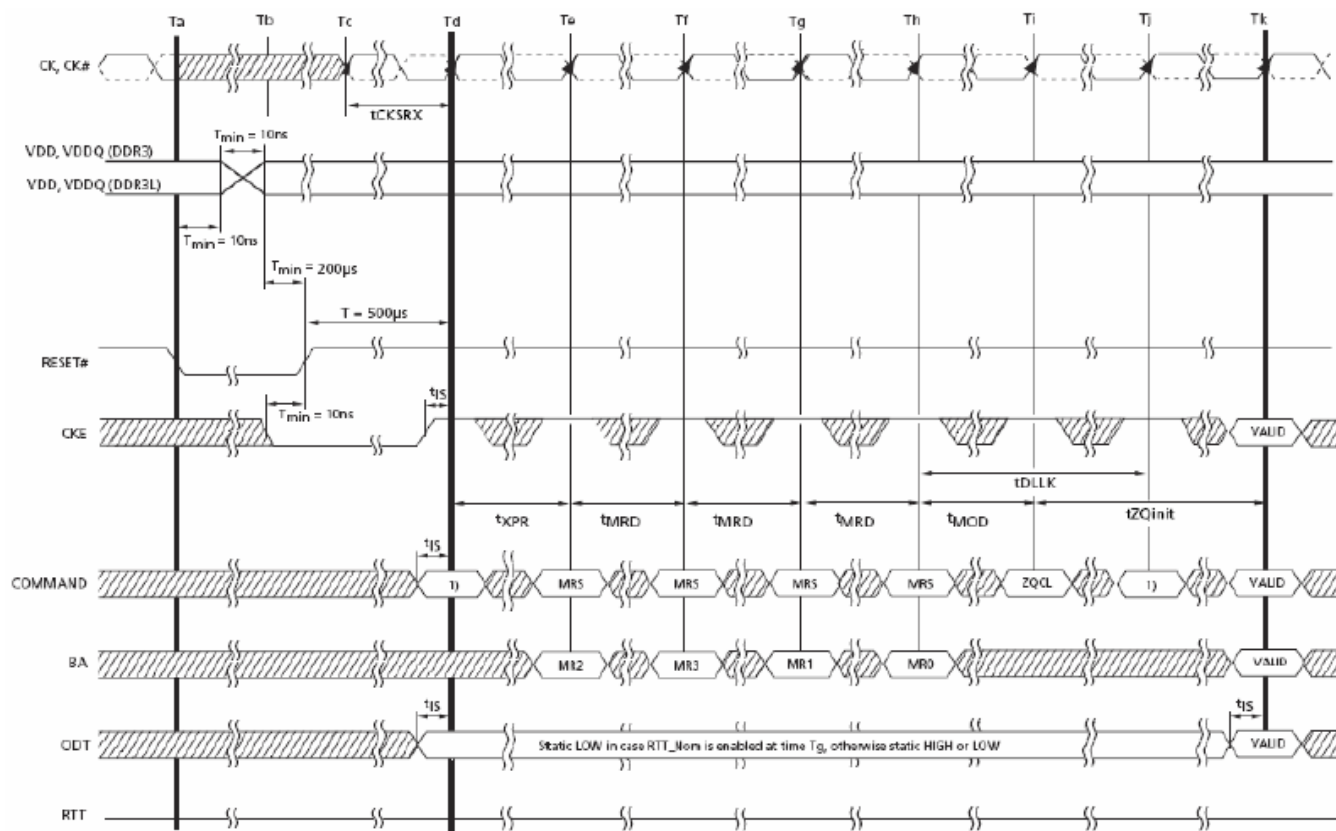 Ta Tb Tc Td Te Tf Tg Th Ti Tj Tk
CK, CK#
tCKSRX
Tmin = 10ns
VDD, VDDQ (DDR3)
VDD, VDDQ (DDR3L)
Tmin = 10ns
Tmin = 200µs
T = 500µs
RESET#
tIS
Tmin = 10ns
CKE VALID
tDLLK
tXPR tMRD tMRD tMRD tMOD tZQinit
tIS
COMMAND 1) MRS MRS MRS MRS ZQCL 1) VALID
BA MR2 MR3 MR1 MR0 VALID
tIS tIS
ODT Static LOW in case RTT_Nom is enabled at time Tg, otherwise static HIGH or LOW VALID
RTT